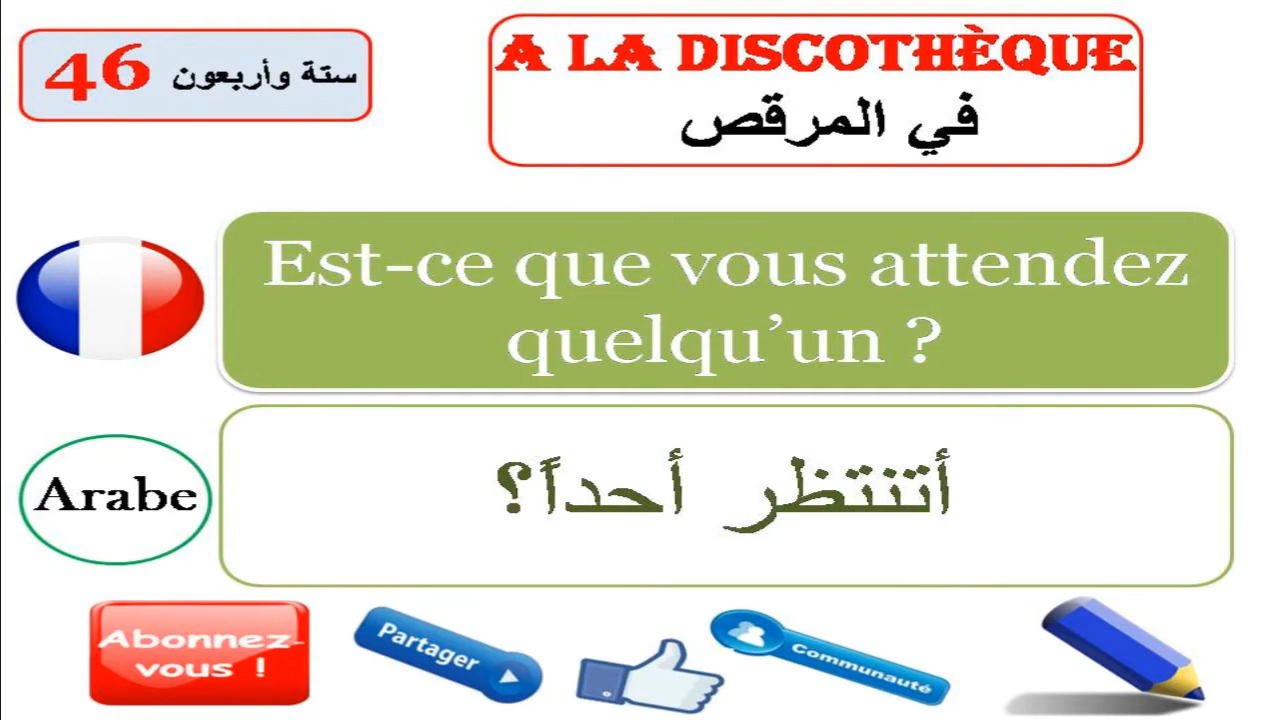 46 ستة وأربعون
A LA DISCOTHÈQUE
في المرقص
Est-ce que vous attendez
quelqu’un ?
Arabe
أتنتظر أحداً؟
Abonnez-
vous !
Partager
Communauté